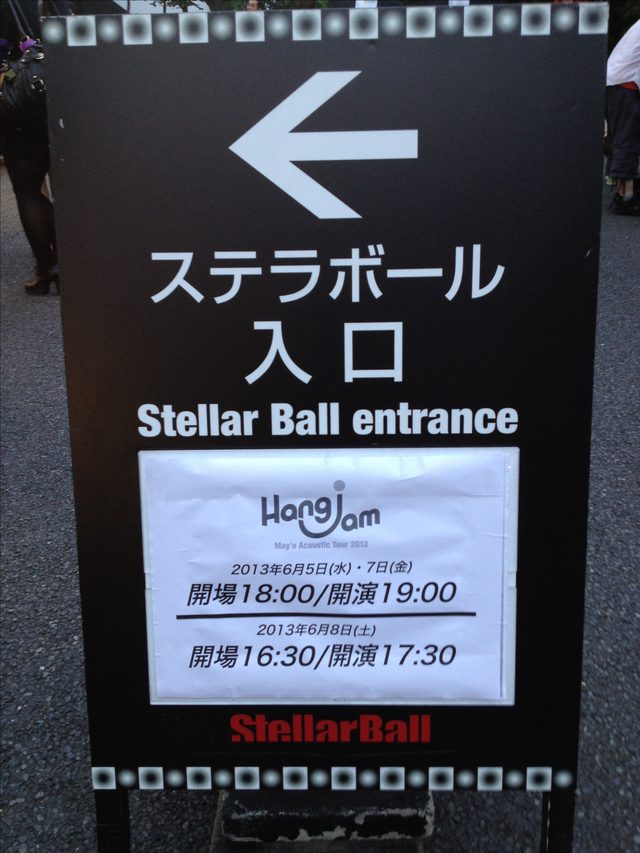 ステラボール
入口
Stellar Ball entrance
Hang jam
May'n Acoustic Tour 2013
2013年6月5日(水)・7日(金)
開場18:00/開演19:00
2013年6月8日(土)
開場16:30/開演17:30
StellarBall